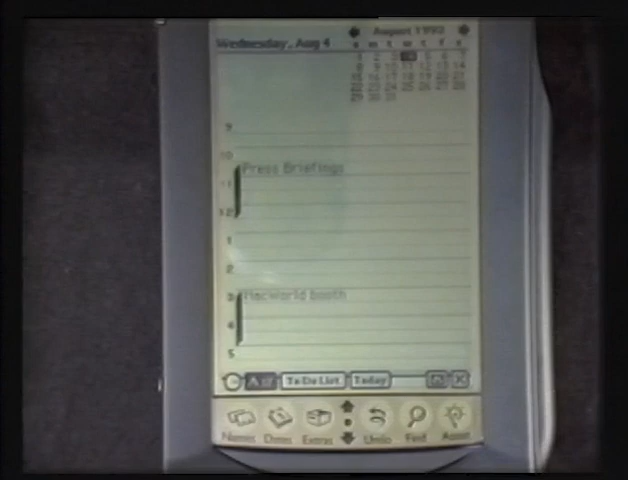 Wednesday, Aug 4
August 1993
s m t w t f s
9
10
Press Briefings
11
12
1
2
3
Macworld booth
4
5
To Do List
Today
Names Dates Extras Undo Find Assist